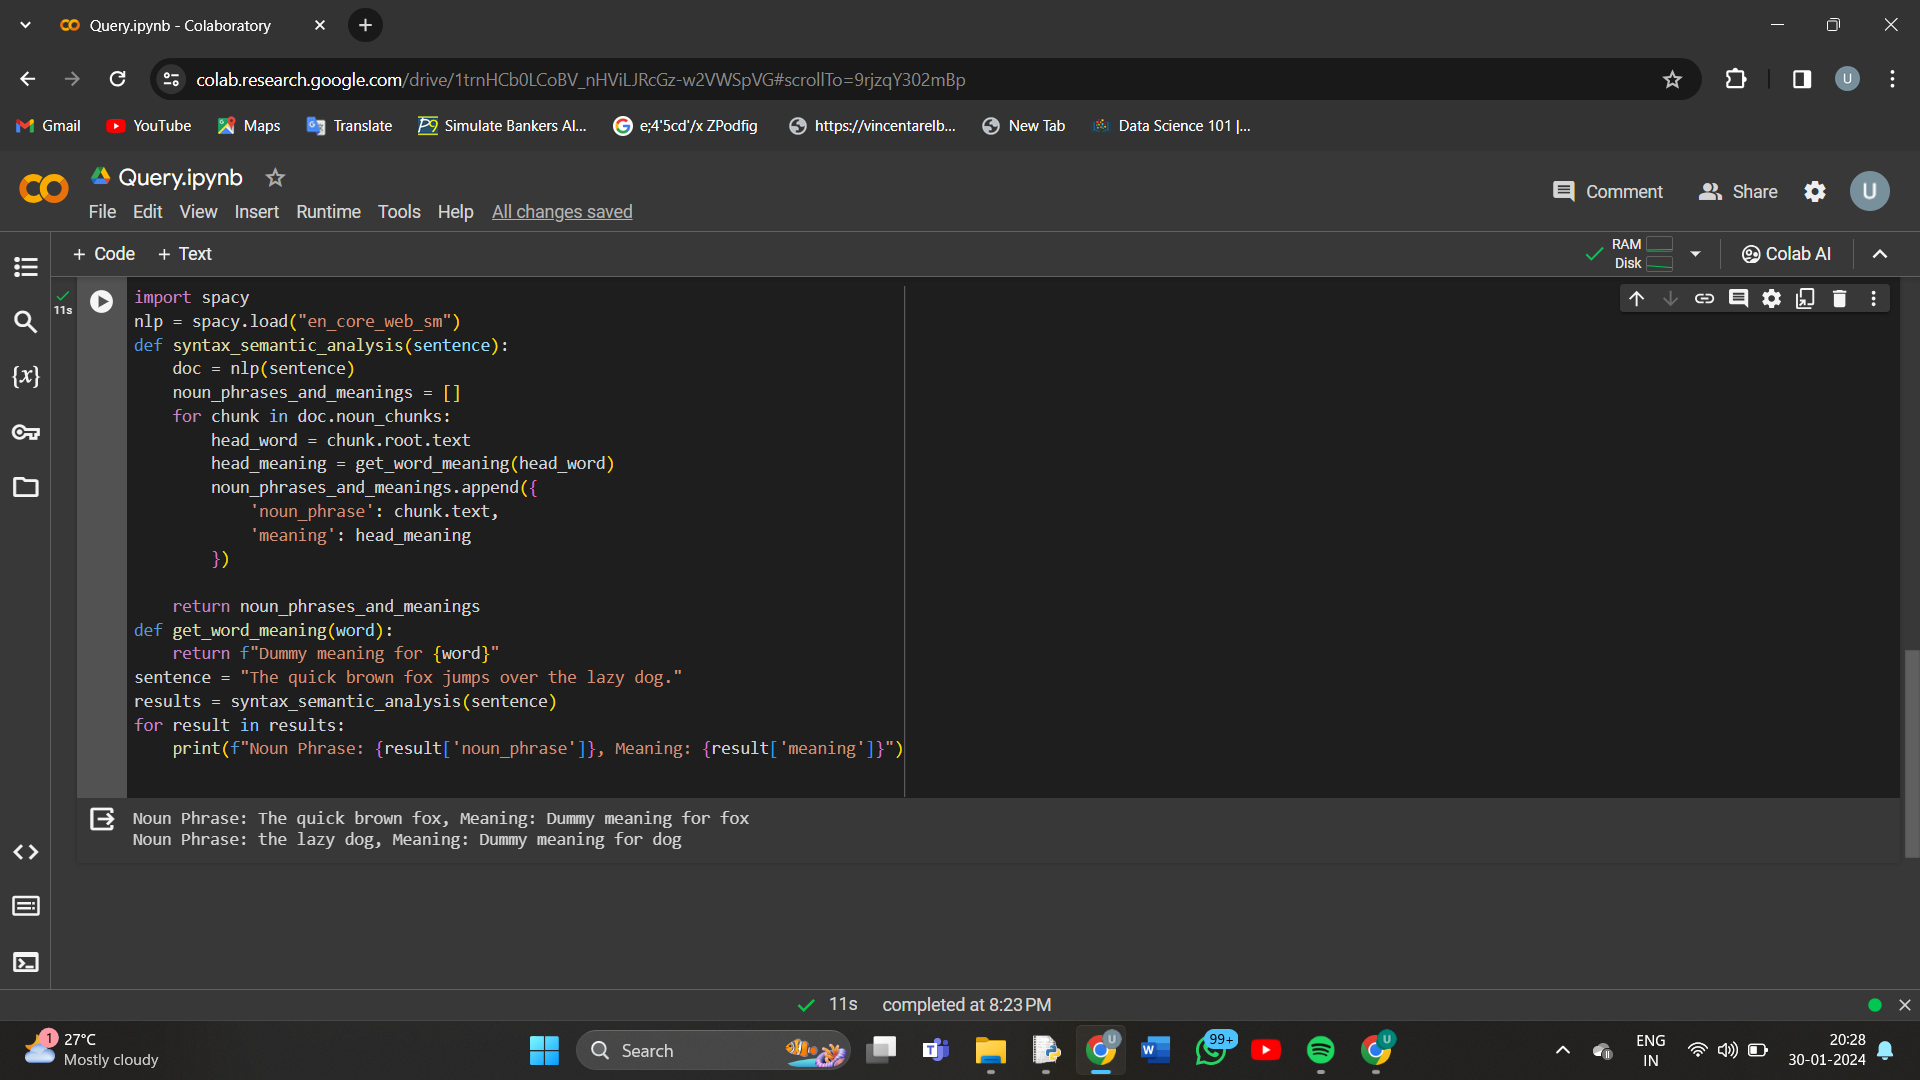 Query.ipynb - Colaboratory
colab.research.google.com/drive/1trnHCb0LCoBV_nHViLJRcGz-w2VWSpVG#scrollTo=9rjzqY302mBp
U
Gmail YouTube Maps Translate Simulate Bankers Al... e;4'5cd'/x ZPodfig https://vincentarelb... New Tab Data Science 101 |...
Query.ipynb
Comment Share U
File Edit View Insert Runtime Tools Help All changes saved
+ Code + Text
RAM
Disk
Colab AI
11s
import spacy
nlp = spacy.load("en_core_web_sm")
def syntax_semantic_analysis(sentence):
    doc = nlp(sentence)
    noun_phrases_and_meanings = []
    for chunk in doc.noun_chunks:
        head_word = chunk.root.text
        head_meaning = get_word_meaning(head_word)
        noun_phrases_and_meanings.append({
            'noun_phrase': chunk.text,
            'meaning': head_meaning
        })
    return noun_phrases_and_meanings
def get_word_meaning(word):
    return f"Dummy meaning for {word}"
sentence = "The quick brown fox jumps over the lazy dog."
results = syntax_semantic_analysis(sentence)
for result in results:
    print(f"Noun Phrase: {result['noun_phrase']}, Meaning: {result['meaning']}")
Noun Phrase: The quick brown fox, Meaning: Dummy meaning for fox
Noun Phrase: the lazy dog, Meaning: Dummy meaning for dog
11s completed at 8:23 PM
1
27°C
Mostly cloudy
Search
U
99+
U
ENG
IN
20:28
30-01-2024